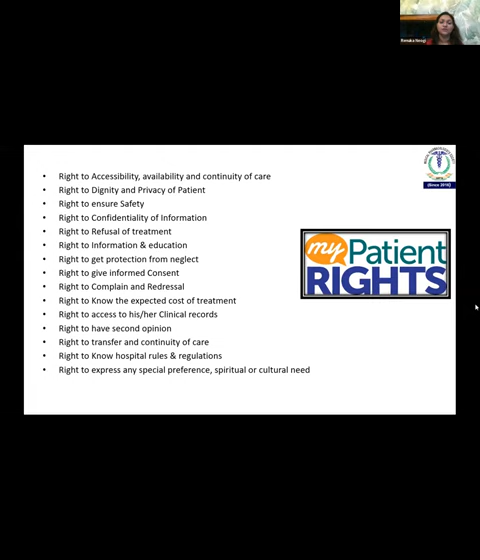 Renuka Neogi
(Since 2018)
• Right to Accessibility, availability and continuity of care
• Right to Dignity and Privacy of Patient
• Right to ensure Safety
• Right to Confidentiality of Information
• Right to Refusal of treatment
• Right to Information & education
• Right to get protection from neglect
• Right to give informed Consent
• Right to Complain and Redressal
• Right to Know the expected cost of treatment
• Right to access to his/her Clinical records
• Right to have second opinion
• Right to transfer and continuity of care
• Right to Know hospital rules & regulations
• Right to express any special preference, spiritual or cultural need
my Patient
RIGHTS